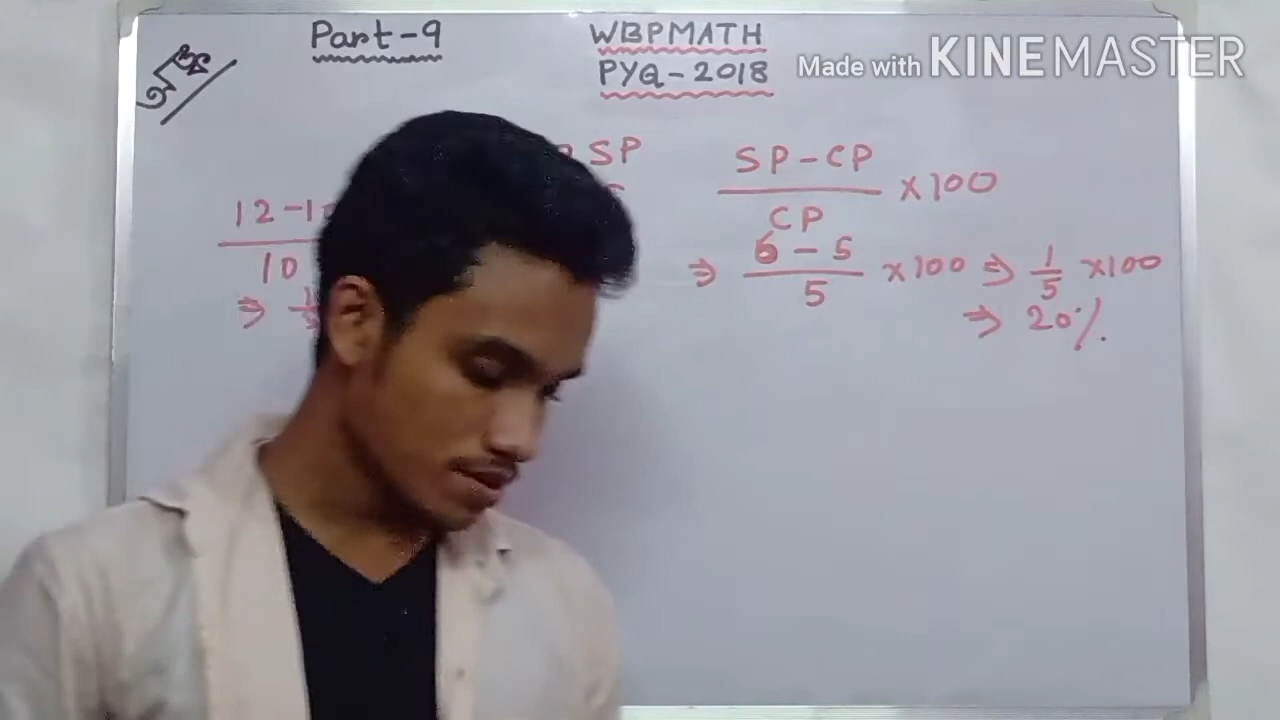 Part-9
WBPMATH
PYQ-2018
Made with KINEMASTER
SP
12-1
10
⇒
SP-CP
CP
×100
⇒ 6-5
5
×100 ⇒ 1/5 ×100
⇒ 20%.